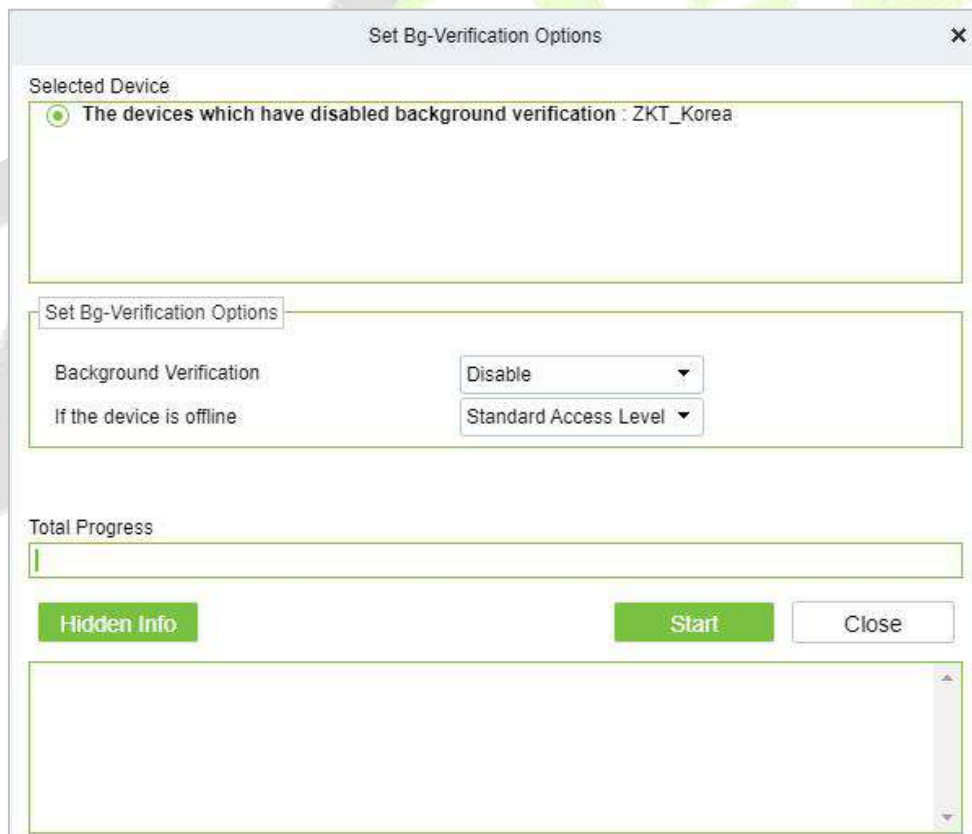 Set Bg-Verification Options
Selected Device
The devices which have disabled background verification : ZKT_Korea
Set Bg-Verification Options
Background Verification Disable
If the device is offline Standard Access Level
Total Progress
Hidden Info Start Close